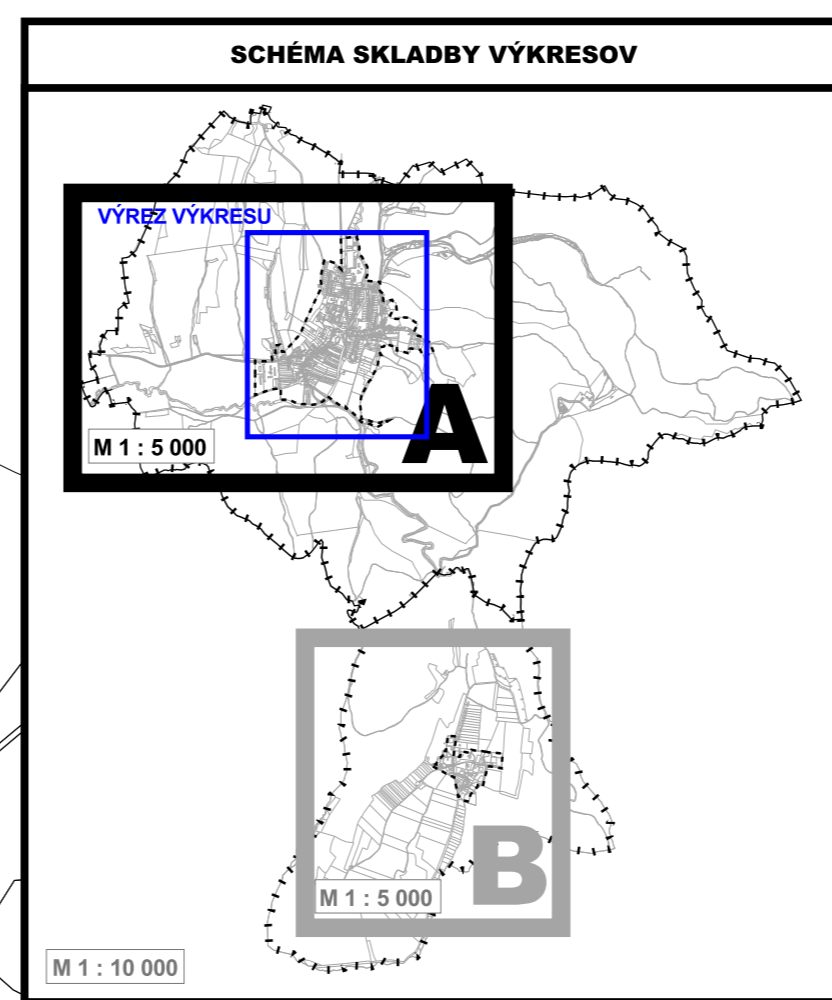 SCHÉMA SKLADBY VÝKRESOV
VÝREZ VÝKRESU
A
M 1 : 5 000
B
M 1 : 5 000
M 1 : 10 000